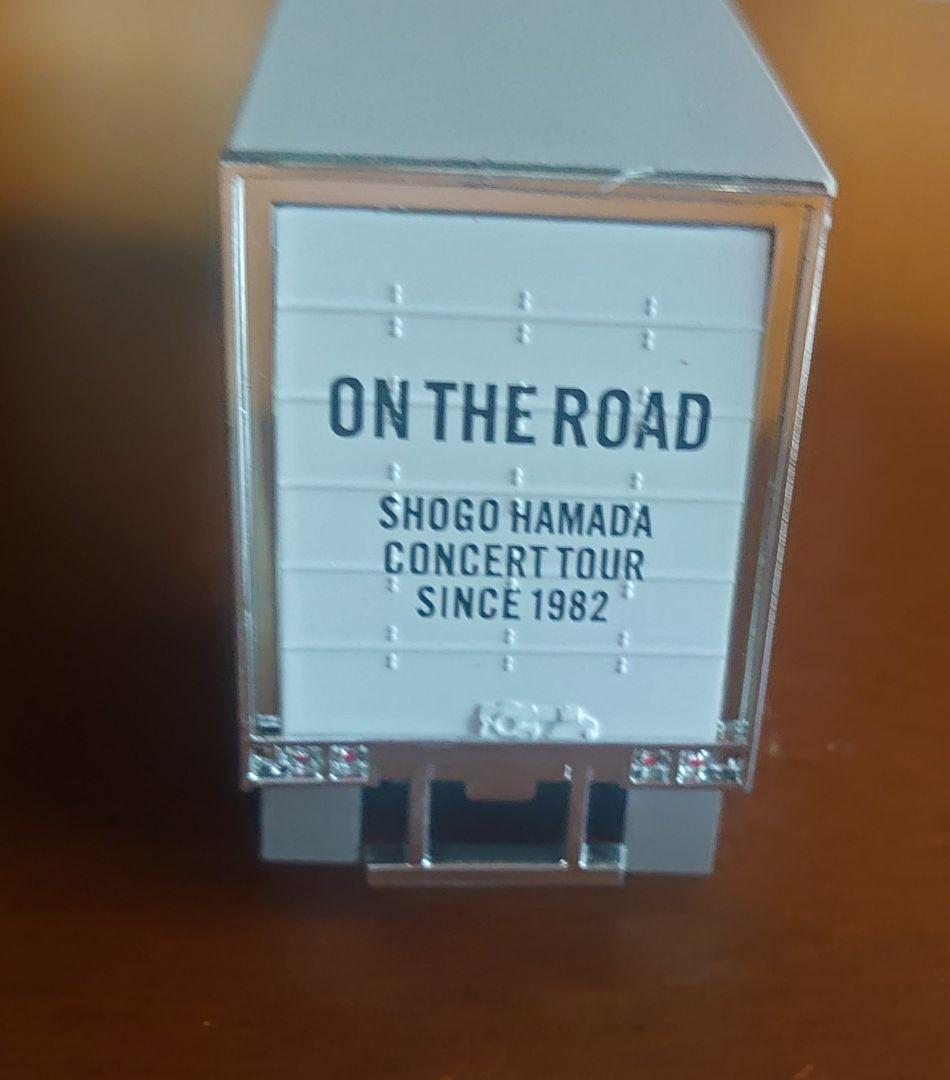 ON THE ROAD
SHOGO HAMADA
CONCERT TOUR
SINCE 1982